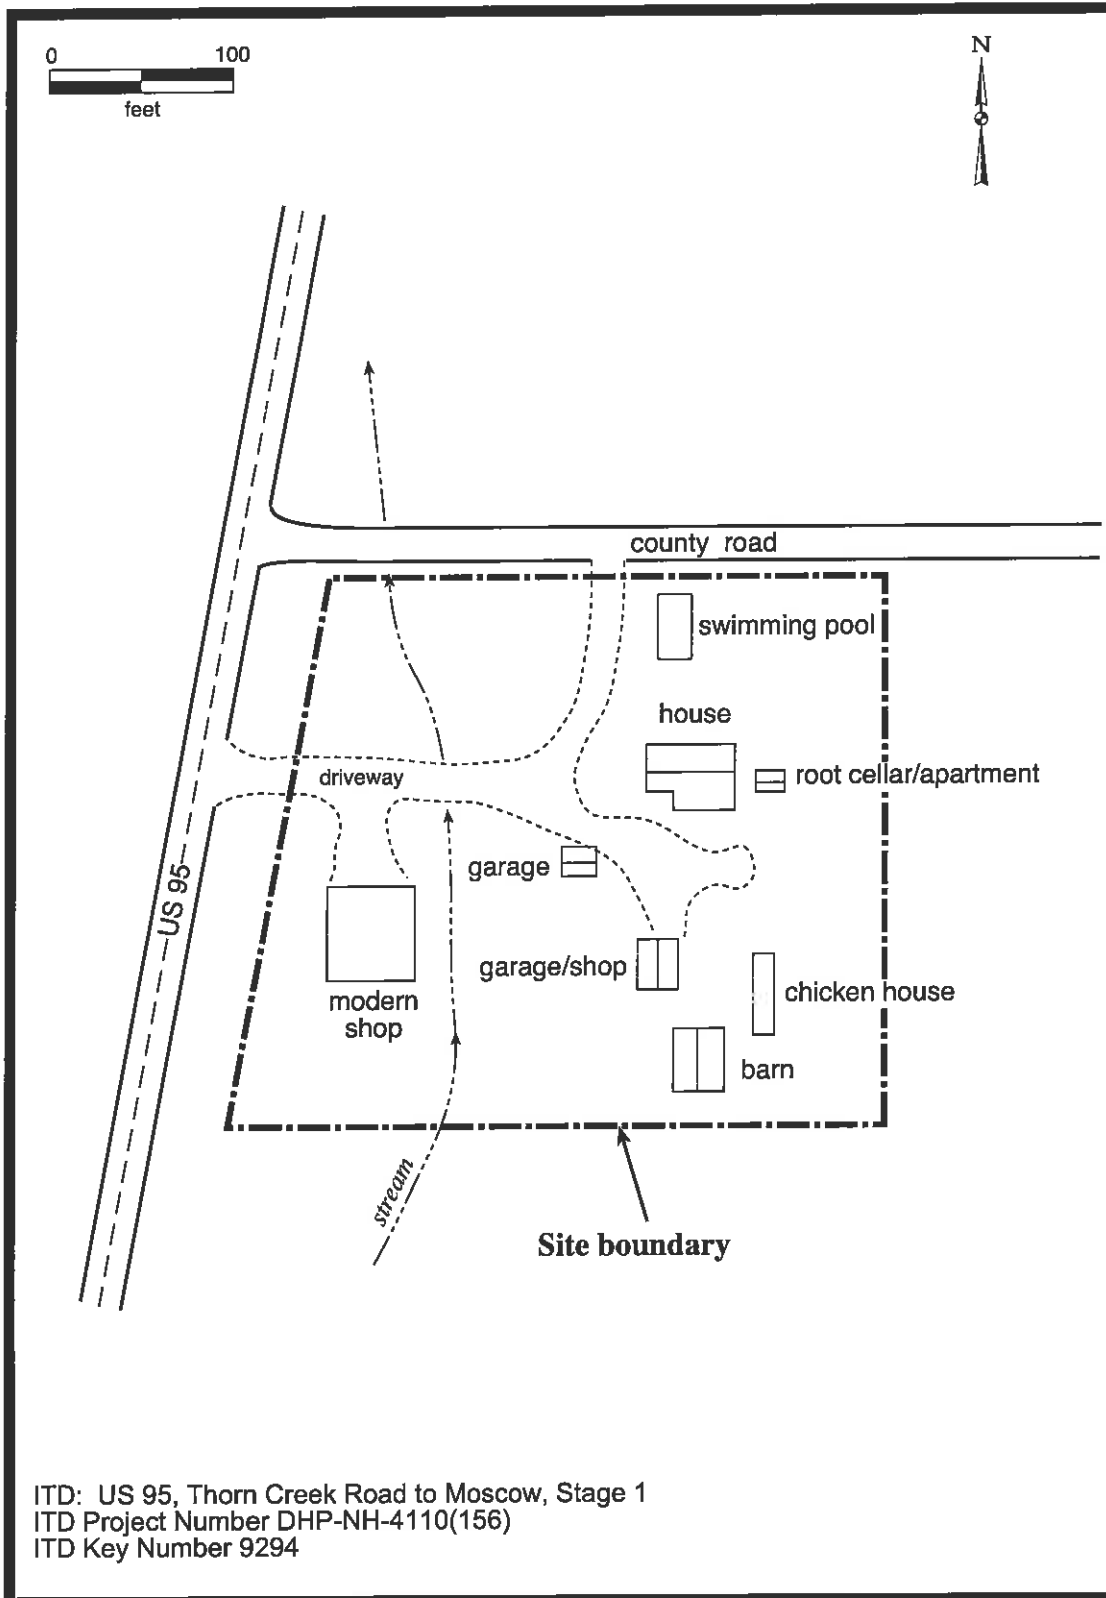 0 100
feet
N
county road
swimming pool
house
root cellar/apartment
driveway
garage
US 95
garage/shop
chicken house
modern
shop
barn
stream
Site boundary
ITD: US 95, Thorn Creek Road to Moscow, Stage 1
ITD Project Number DHP-NH-4110(156)
ITD Key Number 9294